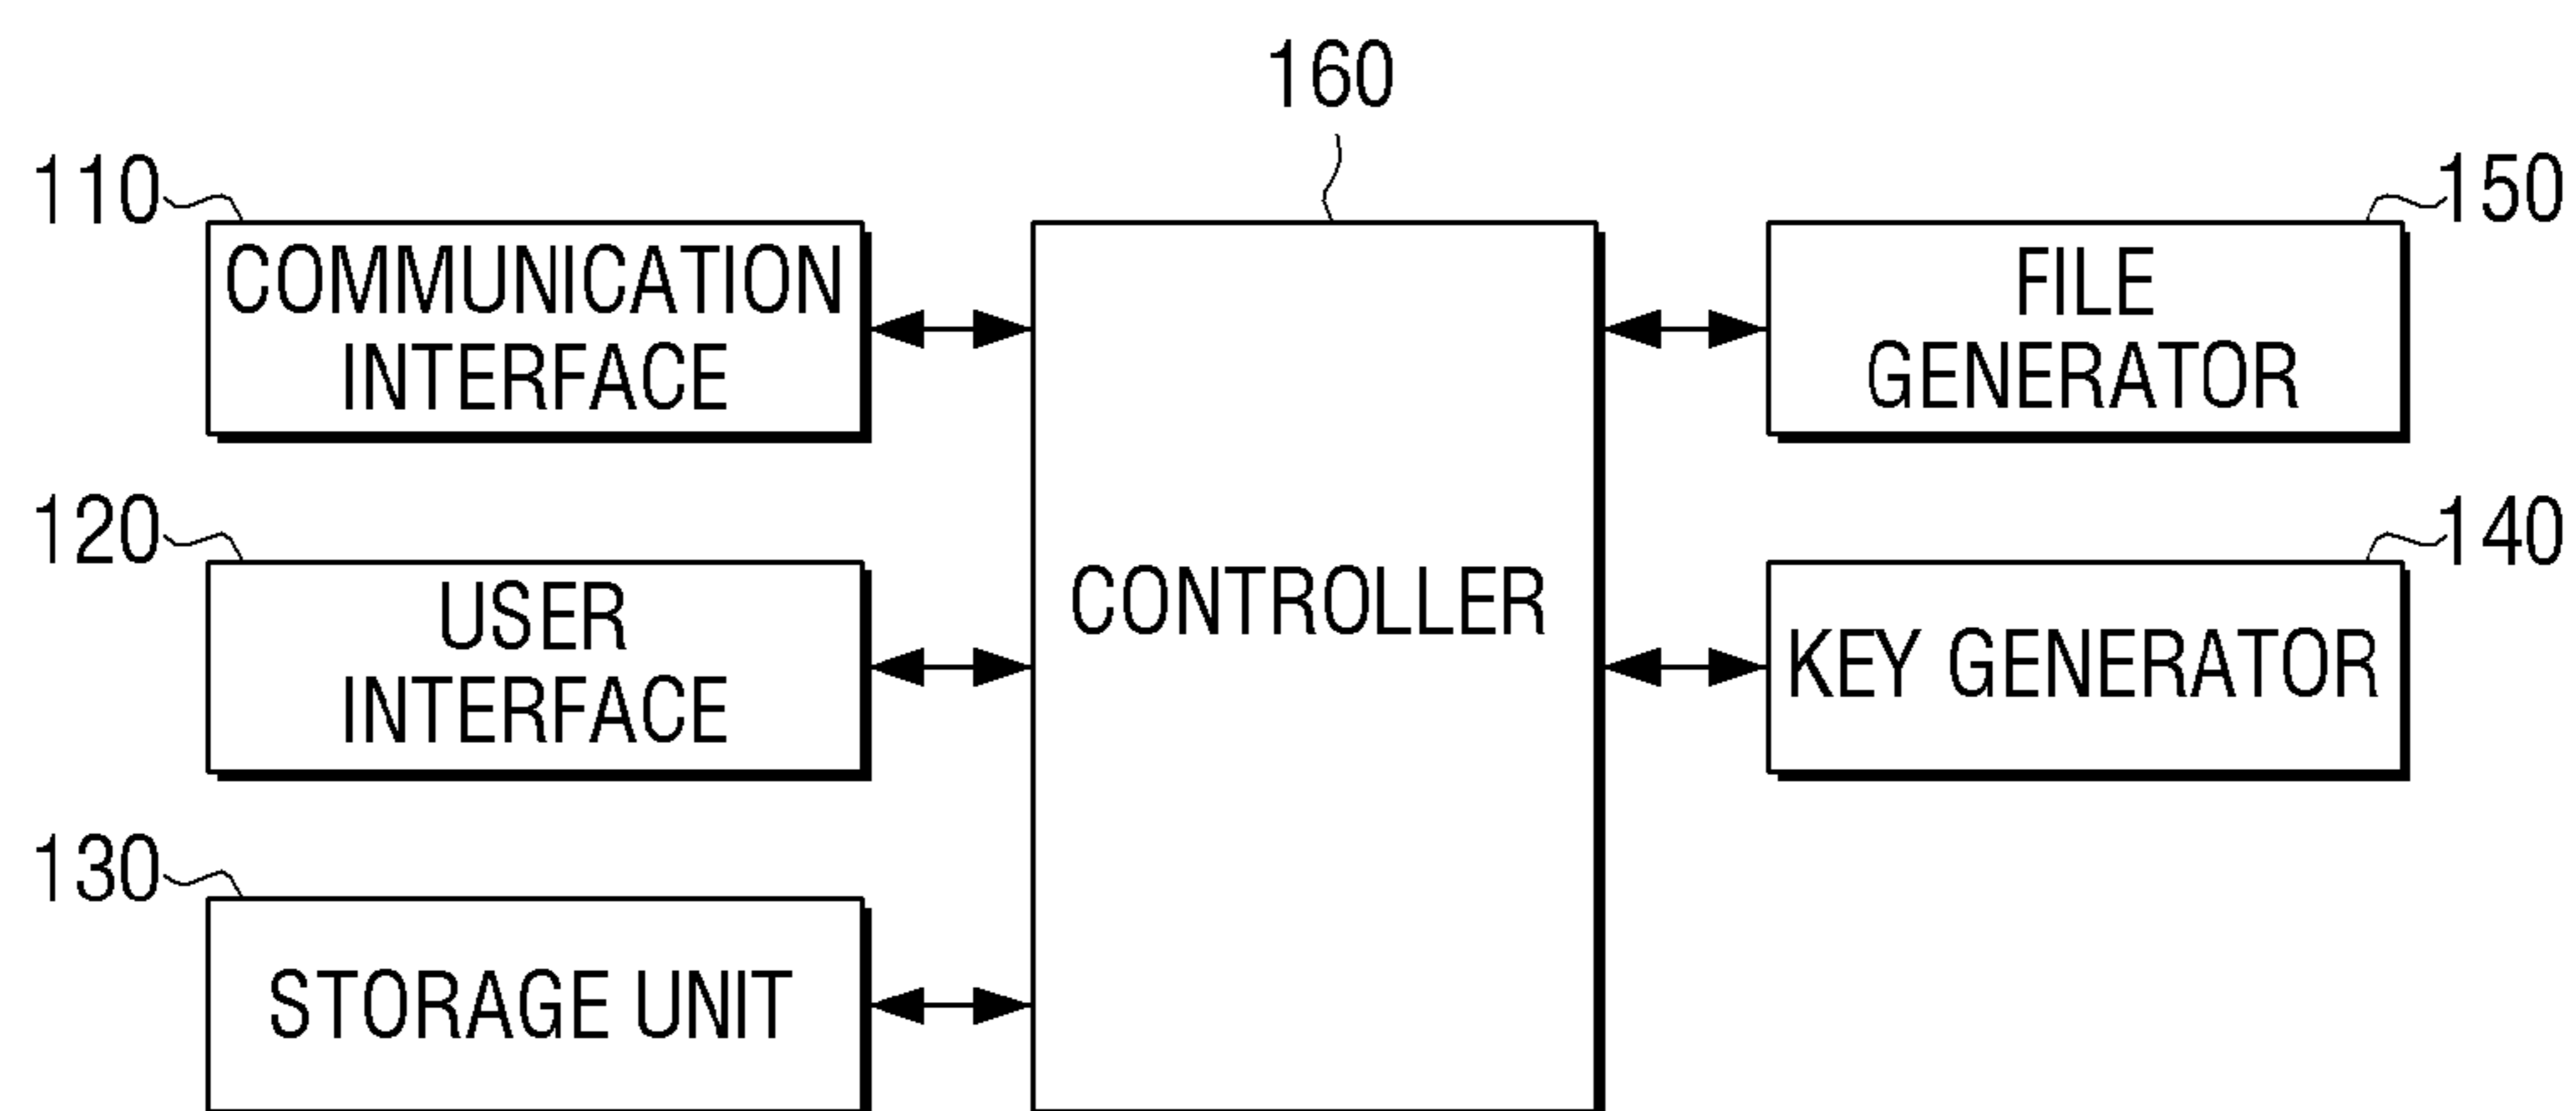 160
110
COMMUNICATION
INTERFACE
150
FILE
GENERATOR
120
USER
INTERFACE
CONTROLLER
140
KEY GENERATOR
130
STORAGE UNIT